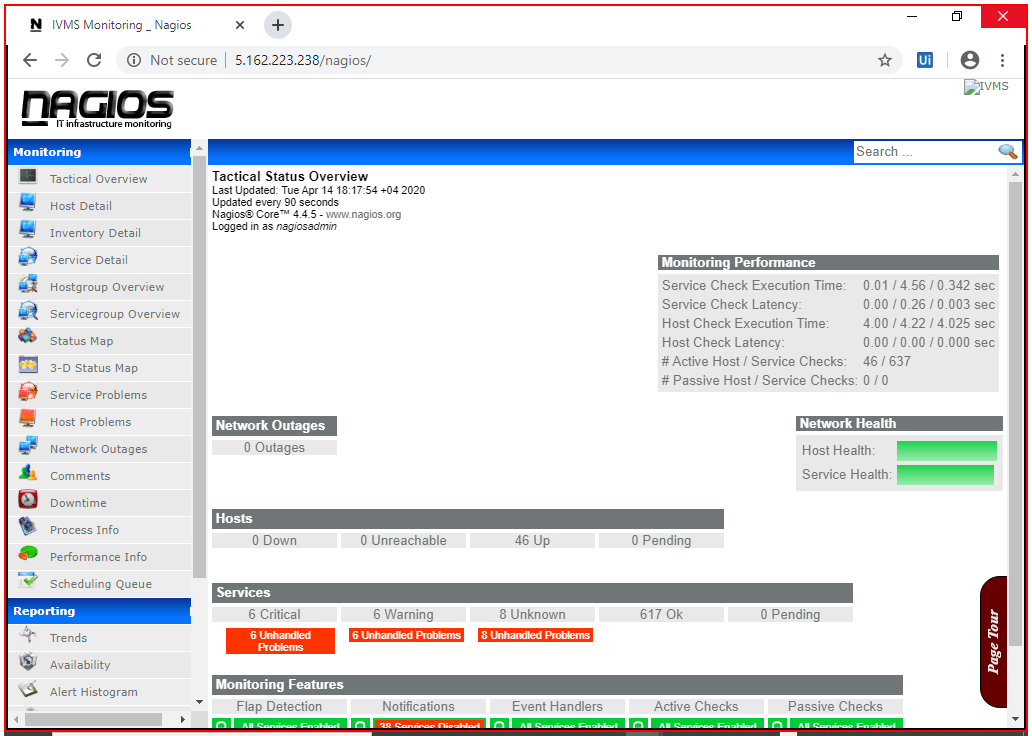 IVMS Monitoring _ Nagios
Not secure 5.162.223.238/nagios/
NAGIOS
IT infrastructure monitoring
IVMS
Monitoring
Tactical Overview
Host Detail
Inventory Detail
Service Detail
Hostgroup Overview
Servicegroup Overview
Status Map
3-D Status Map
Service Problems
Host Problems
Network Outages
Comments
Downtime
Process Info
Performance Info
Scheduling Queue
Reporting
Trends
Availability
Alert Histogram
Search ...
Tactical Status Overview
Last Updated: Tue Apr 14 18:17:54 +04 2020
Updated every 90 seconds
Nagios® Core™ 4.4.5 - www.nagios.org
Logged in as nagiosadmin
Monitoring Performance
Service Check Execution Time: 0.01 / 4.56 / 0.342 sec
Service Check Latency: 0.00 / 0.26 / 0.003 sec
Host Check Execution Time: 4.00 / 4.22 / 4.025 sec
Host Check Latency: 0.00 / 0.00 / 0.000 sec
# Active Host / Service Checks: 46 / 637
# Passive Host / Service Checks: 0 / 0
Network Outages
0 Outages
Network Health
Host Health:
Service Health:
Hosts
0 Down 0 Unreachable 46 Up 0 Pending
Services
6 Critical 6 Warning 8 Unknown 617 Ok 0 Pending
6 Unhandled Problems 6 Unhandled Problems 8 Unhandled Problems
Page Tour
Monitoring Features
Flap Detection Notifications Event Handlers Active Checks Passive Checks
All Services Enabled 38 Services Disabled All Services Enabled All Services Enabled All Services Enabled